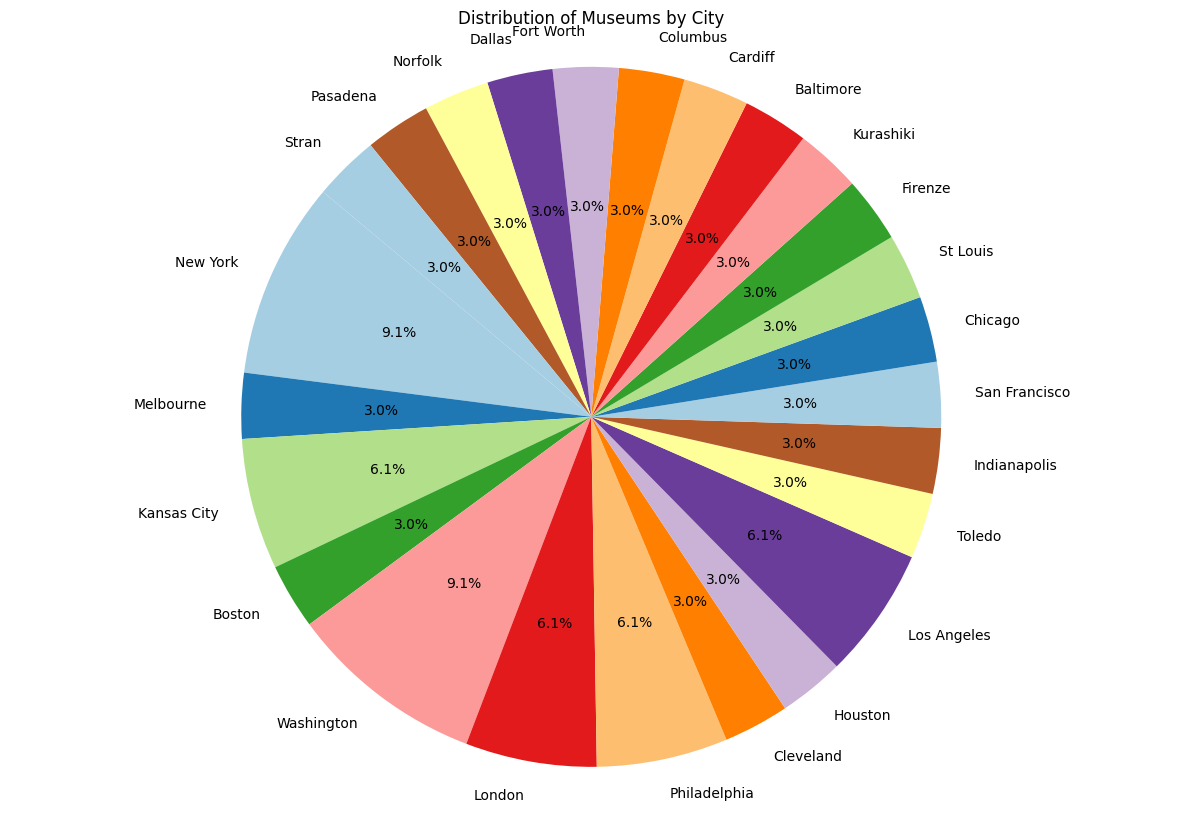 Distribution of Museums by City
Fort Worth
Dallas
Columbus
Norfolk
Cardiff
Pasadena
Baltimore
Stran
Kurashiki
New York
Firenze
Melbourne
St Louis
Kansas City
Chicago
Boston
San Francisco
Washington
Indianapolis
London
Toledo
Philadelphia
Los Angeles
Cleveland
Houston
3.0%
3.0%
3.0%
3.0%
3.0%
3.0%
3.0%
3.0%
3.0%
3.0%
3.0%
3.0%
9.1%
3.0%
3.0%
3.0%
3.0%
6.1%
3.0%
3.0%
6.1%
9.1%
3.0%
3.0%
6.1%
6.1%